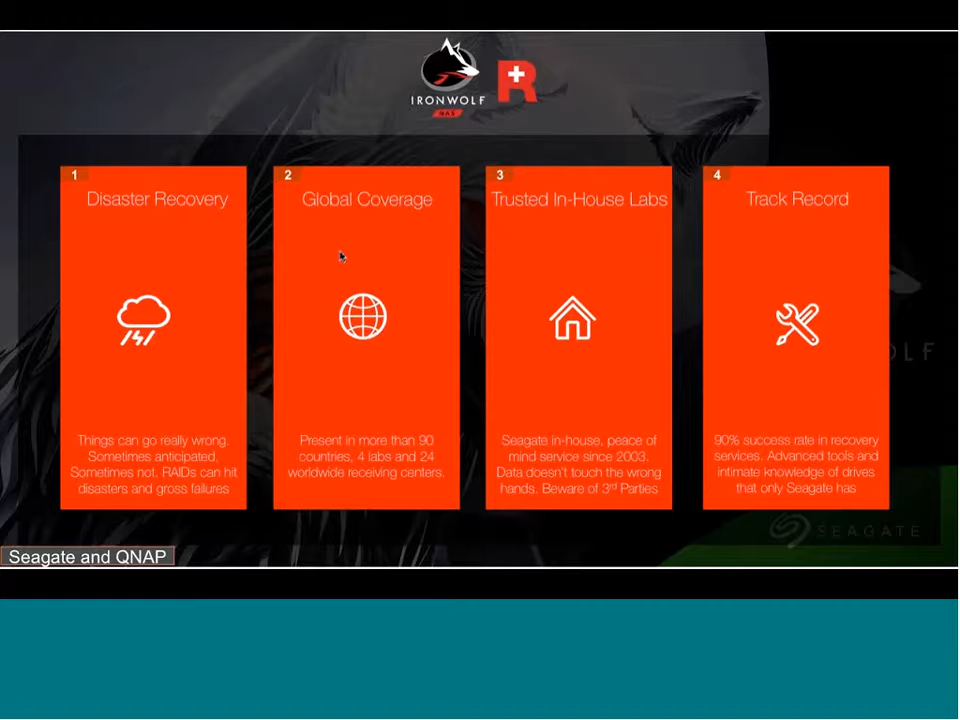 IRONWOLF
NAS
R
1
Disaster Recovery
Things can go really wrong.
Sometimes anticipated,
Sometimes not, RAIDs can hit
disasters and gross failures
2
Global Coverage
Present in more than 90
countries, 4 labs and 24
worldwide receiving centers.
3
Trusted In-House Labs
Seagate in-house, peace of
mind service since 2003.
Data doesn't touch the wrong
hands. Beware of 3rd Parties
4
Track Record
90% success rate in recovery
services. Advanced tools and
intimate knowledge of drives
that only Seagate has
OLF
SEAGATE
Seagate and QNAP